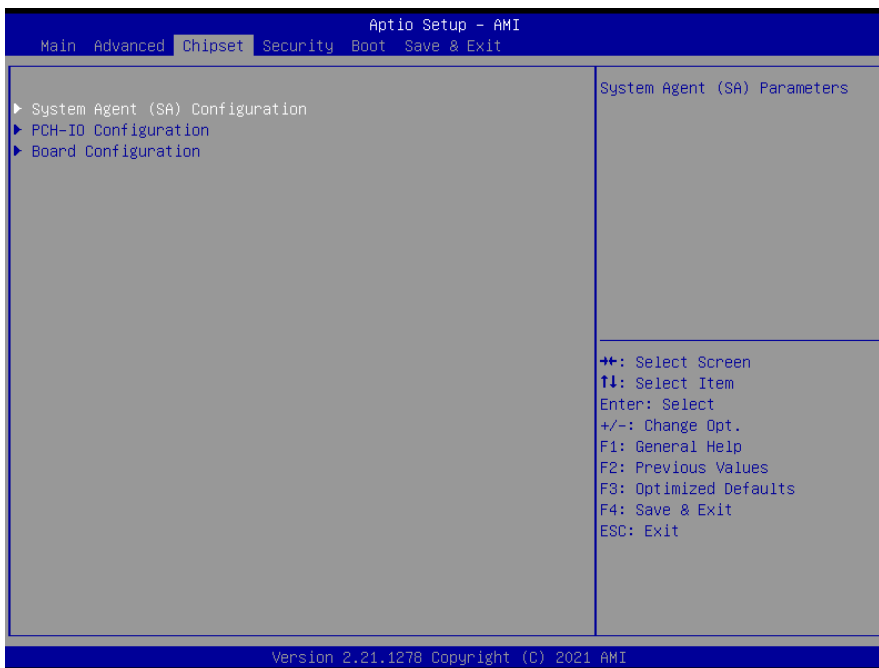 Aptio Setup – AMI
Main Advanced Chipset Security Boot Save & Exit
▶ System Agent (SA) Configuration
▶ PCH-IO Configuration
▶ Board Configuration
System Agent (SA) Parameters
→←: Select Screen
↑↓: Select Item
Enter: Select
+/-: Change Opt.
F1: General Help
F2: Previous Values
F3: Optimized Defaults
F4: Save & Exit
ESC: Exit
Version 2.21.1278 Copyright (C) 2021 AMI